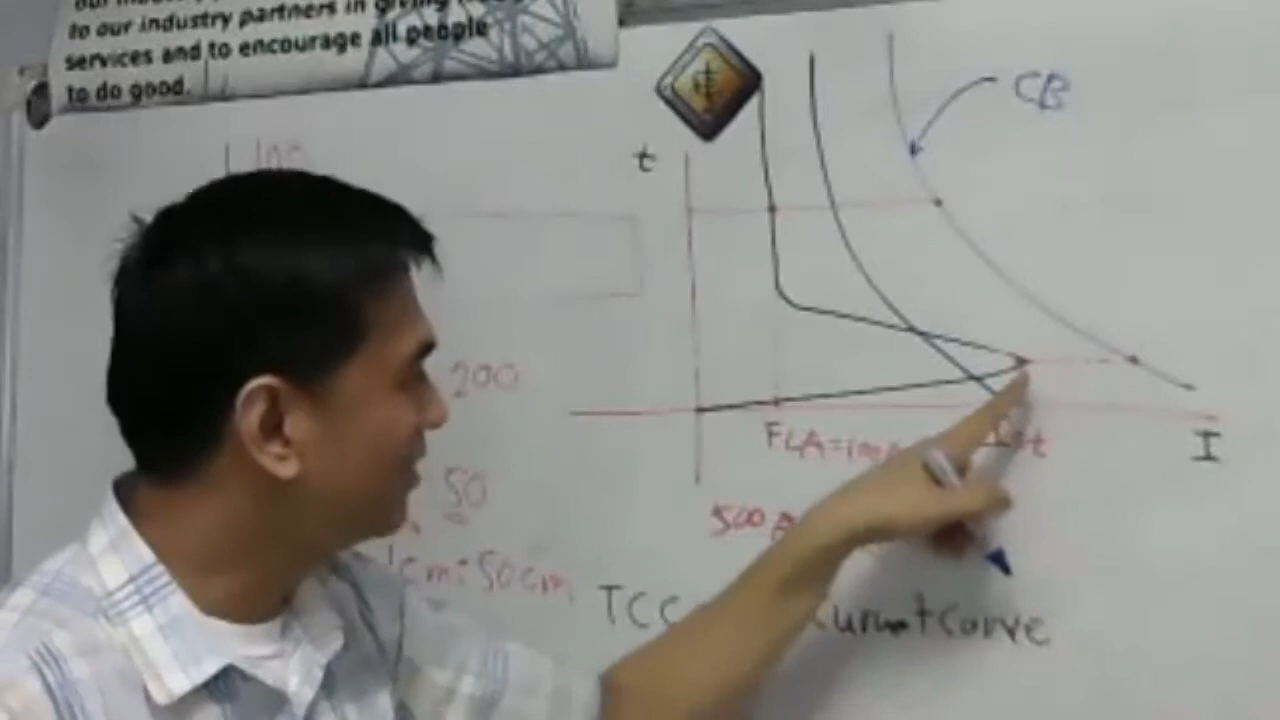 to our industry partners in giving
services and to encourage all people
to do good.
t
CB
200
50
FLA=100
I
500
1cm=50cm
TCC
Current curve